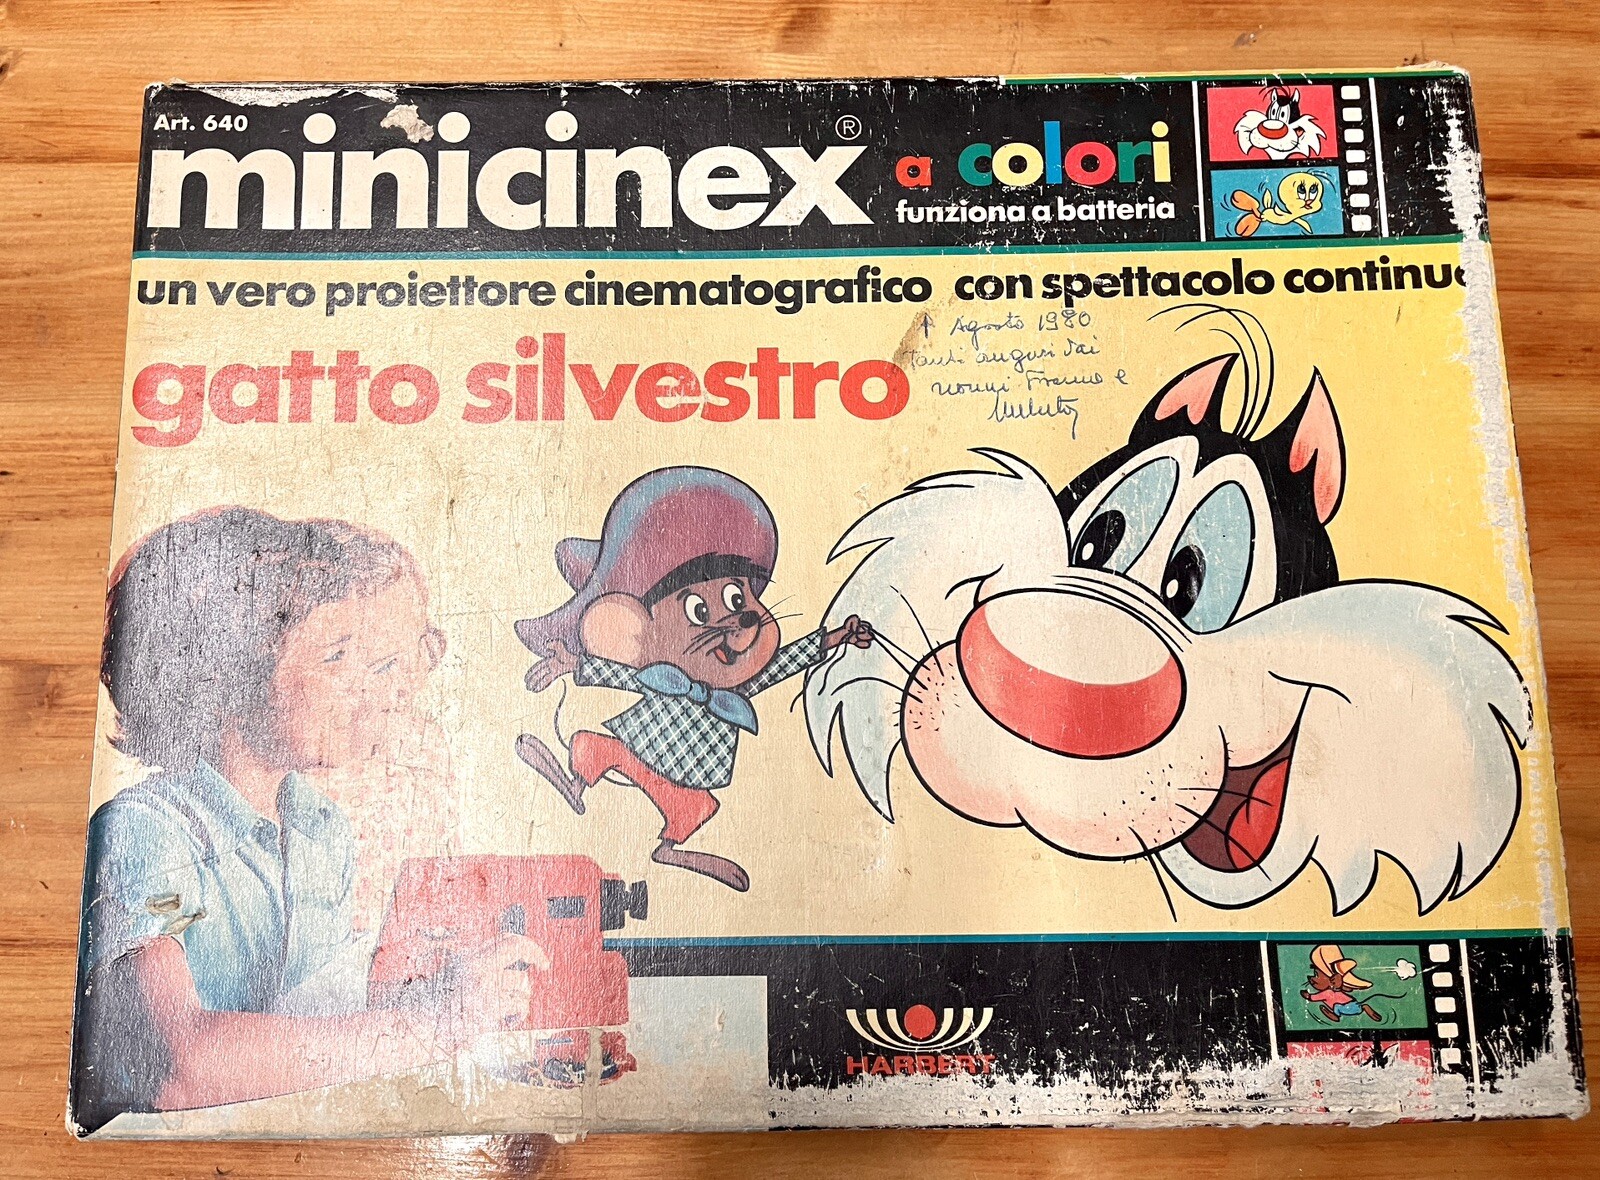 Art. 640
minicinex®
a colori
funziona a batteria
un vero proiettore cinematografico con spettacolo continuo
gatto silvestro
Agosto 1980
tanti auguri dai
nonni Franco e
HARBERT